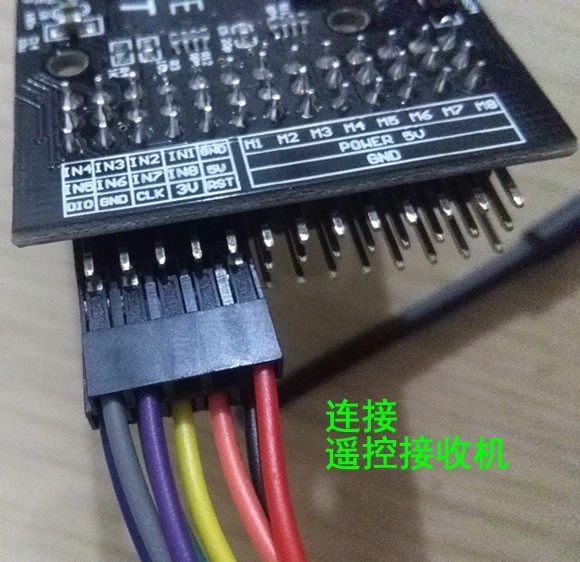 IN4 IN3 IN2 IN1 GND
IN5 IN6 IN7 IN8 5V
DIO GND CLK 3V RST
M1 M2 M3 M4 M5 M6 M7 M8
POWER 5V
GND
连接
遥控接收机